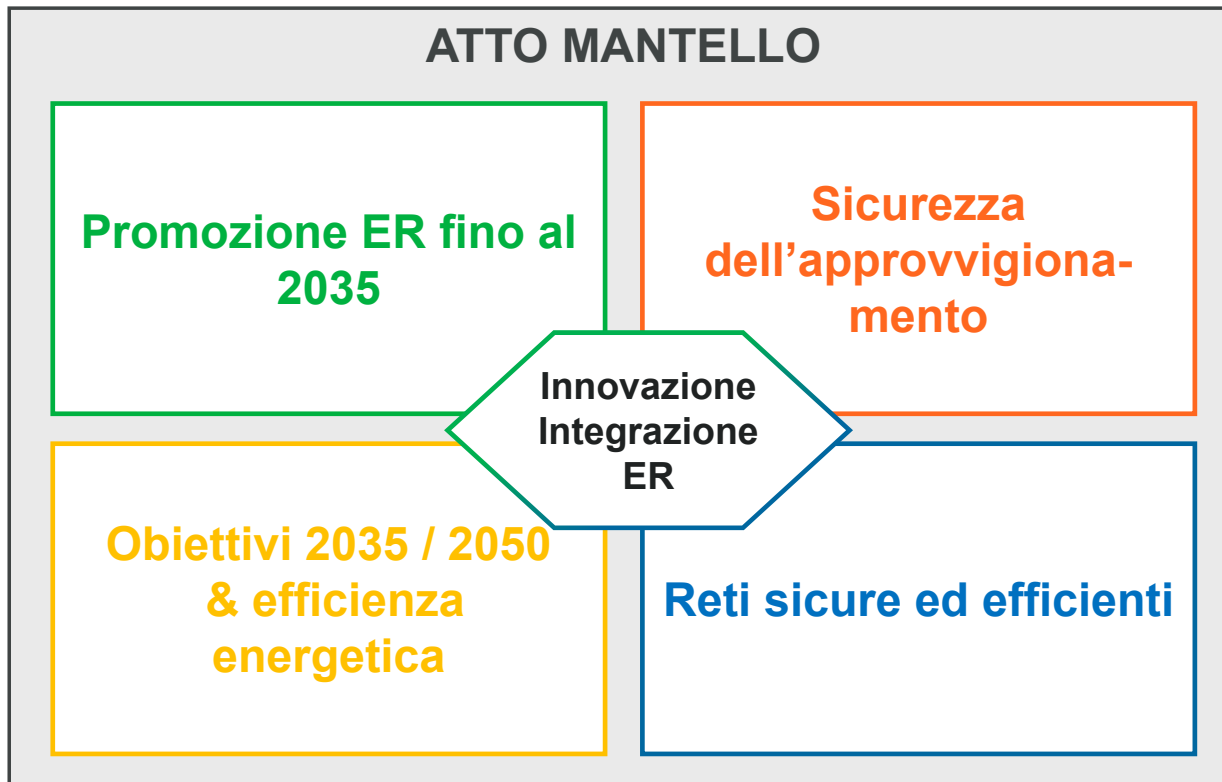 ATTO MANTELLO
Promozione ER fino al
2035
Sicurezza
dell’approvvigiona-
mento
Innovazione
Integrazione
ER
Obiettivi 2035 / 2050
& efficienza
energetica
Reti sicure ed efficienti